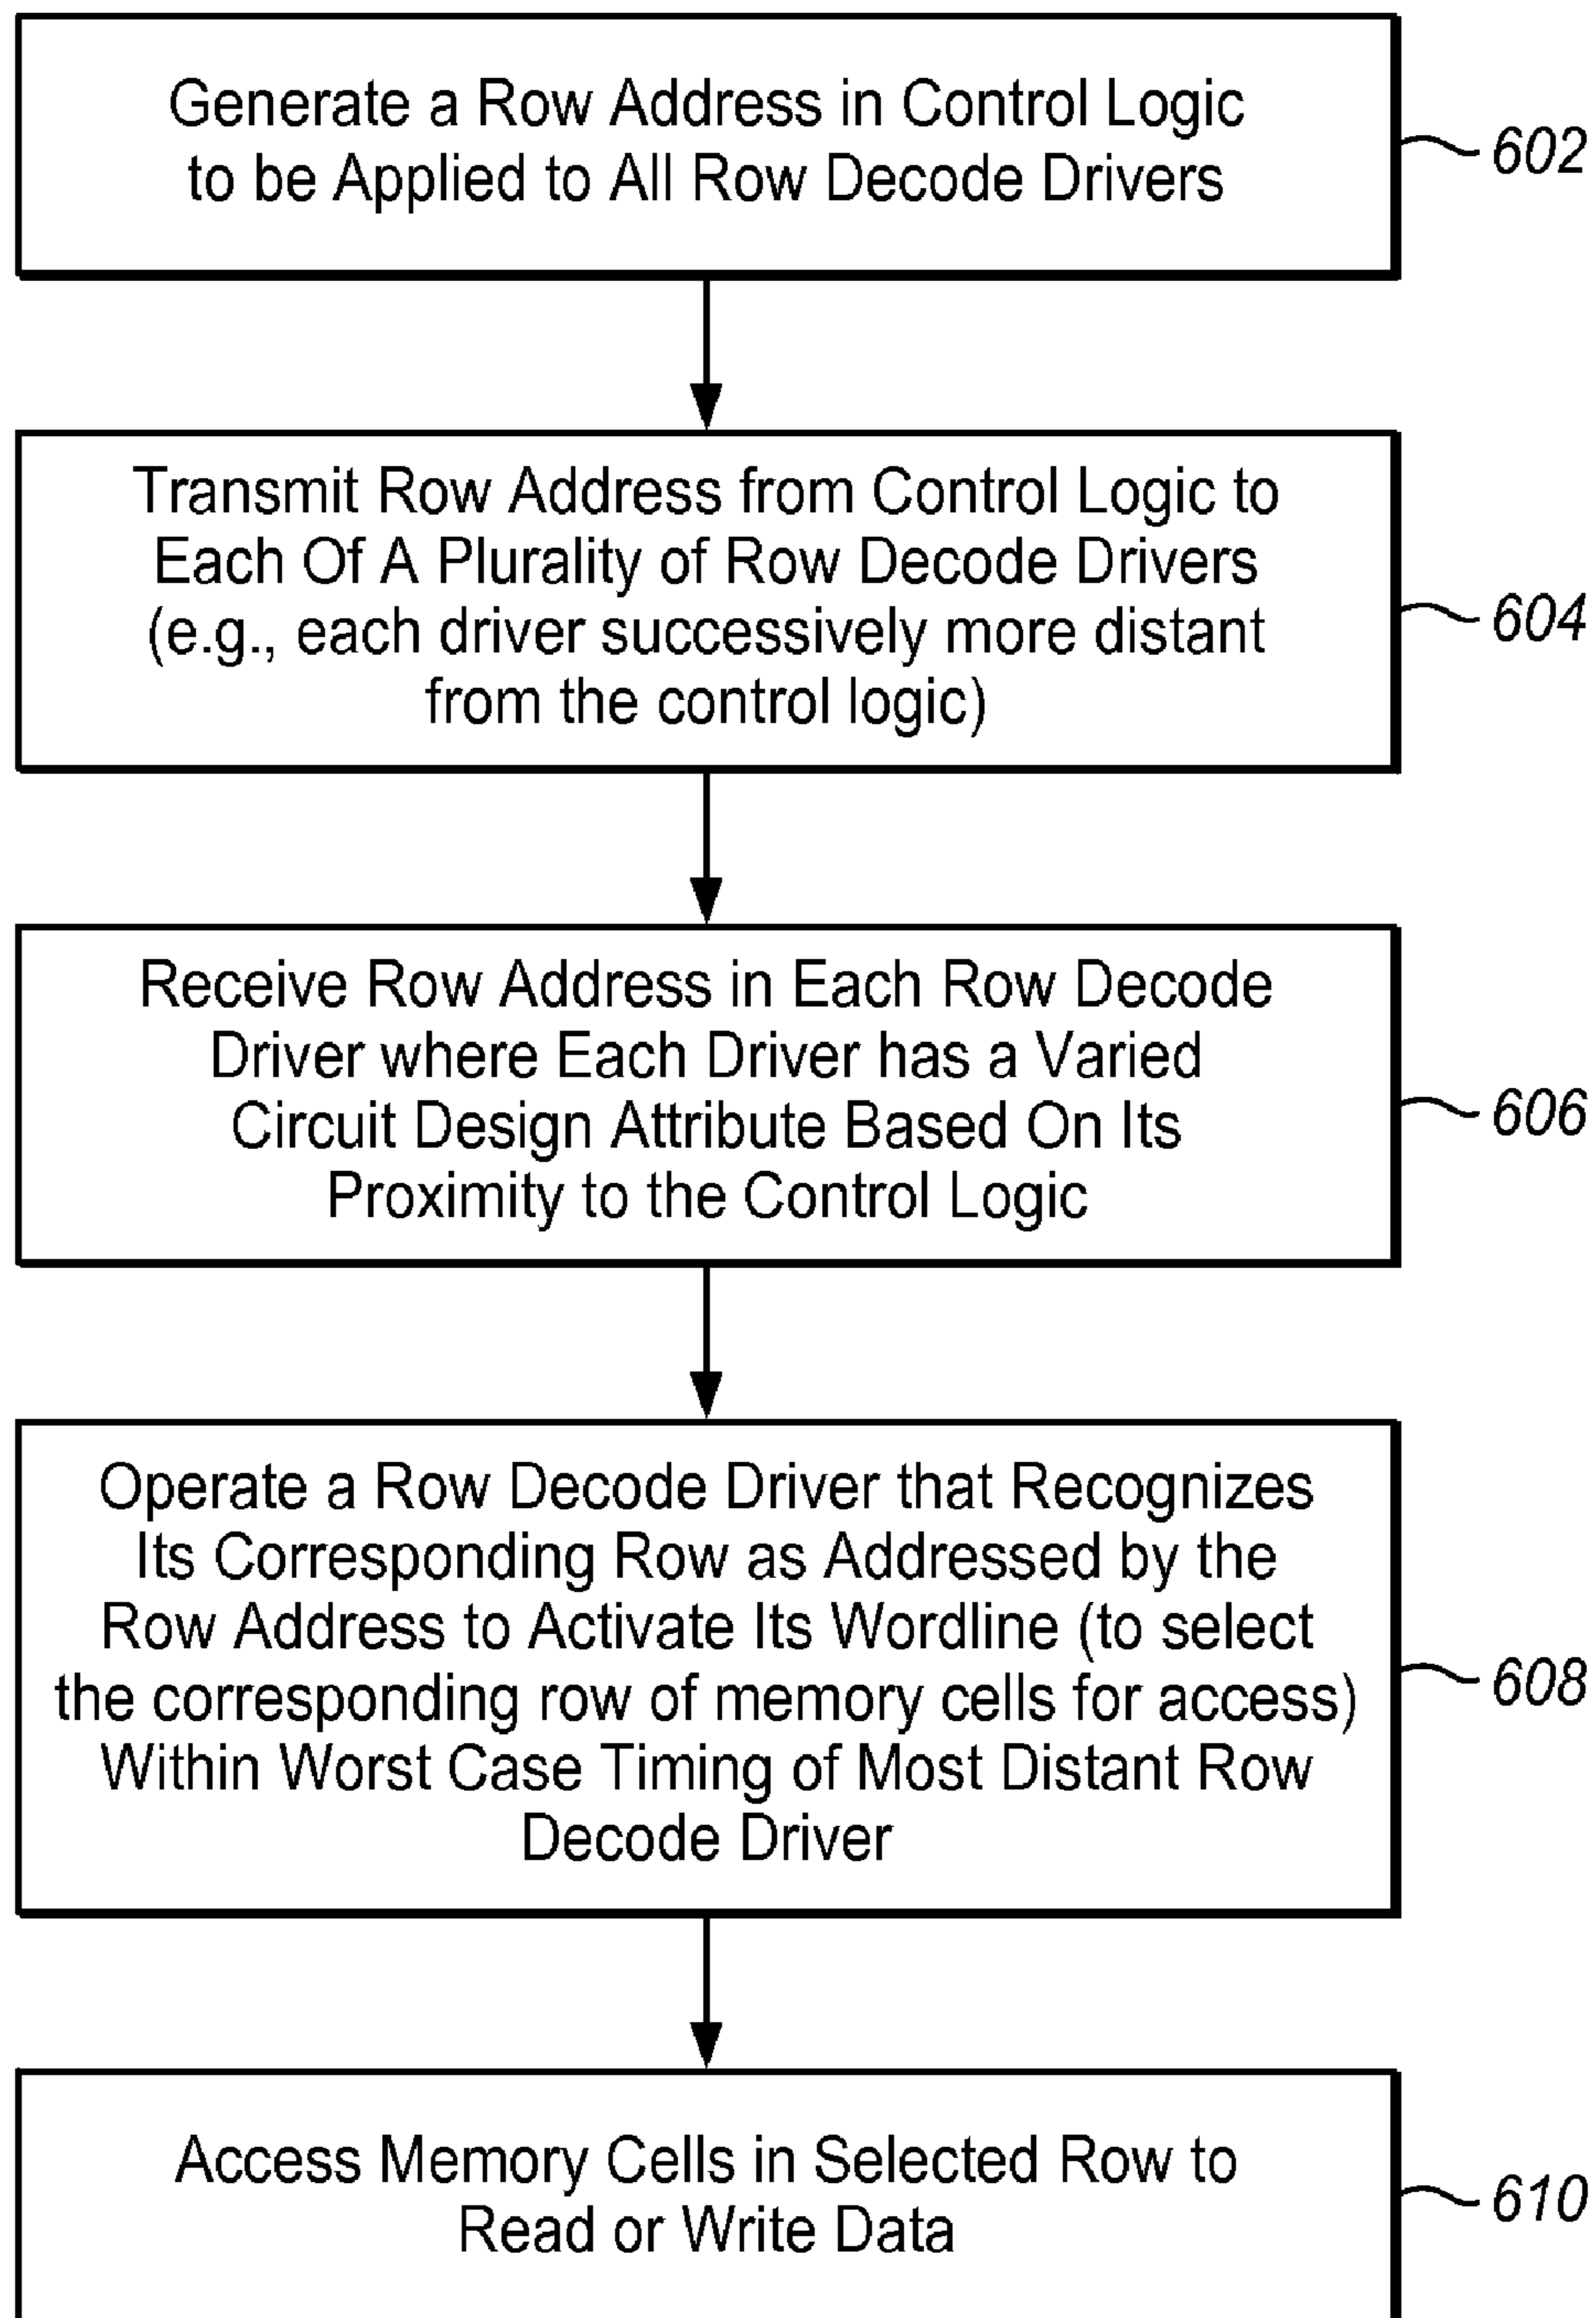 Generate a Row Address in Control Logic
to be Applied to All Row Decode Drivers
602
Transmit Row Address from Control Logic to
Each Of A Plurality of Row Decode Drivers
(e.g., each driver successively more distant
from the control logic)
604
Receive Row Address in Each Row Decode
Driver where Each Driver has a Varied
Circuit Design Attribute Based On Its
Proximity to the Control Logic
606
Operate a Row Decode Driver that Recognizes
Its Corresponding Row as Addressed by the
Row Address to Activate Its Wordline (to select
the corresponding row of memory cells for access)
Within Worst Case Timing of Most Distant Row
Decode Driver
608
Access Memory Cells in Selected Row to
Read or Write Data
610